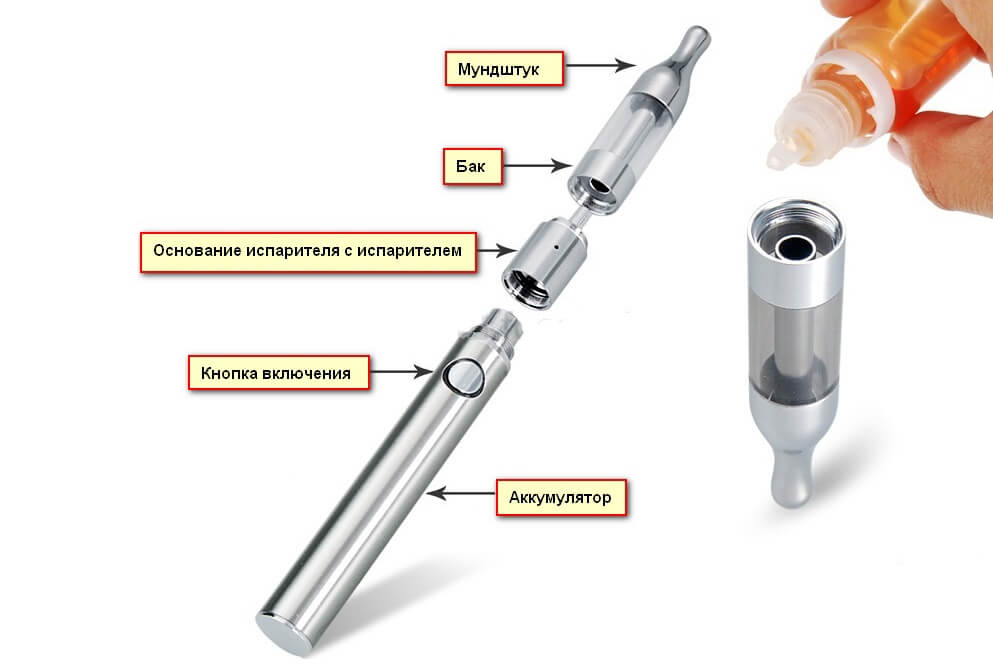 Мундштук
Бак
Основание испарителя с испарителем
Кнопка включения
Аккумулятор